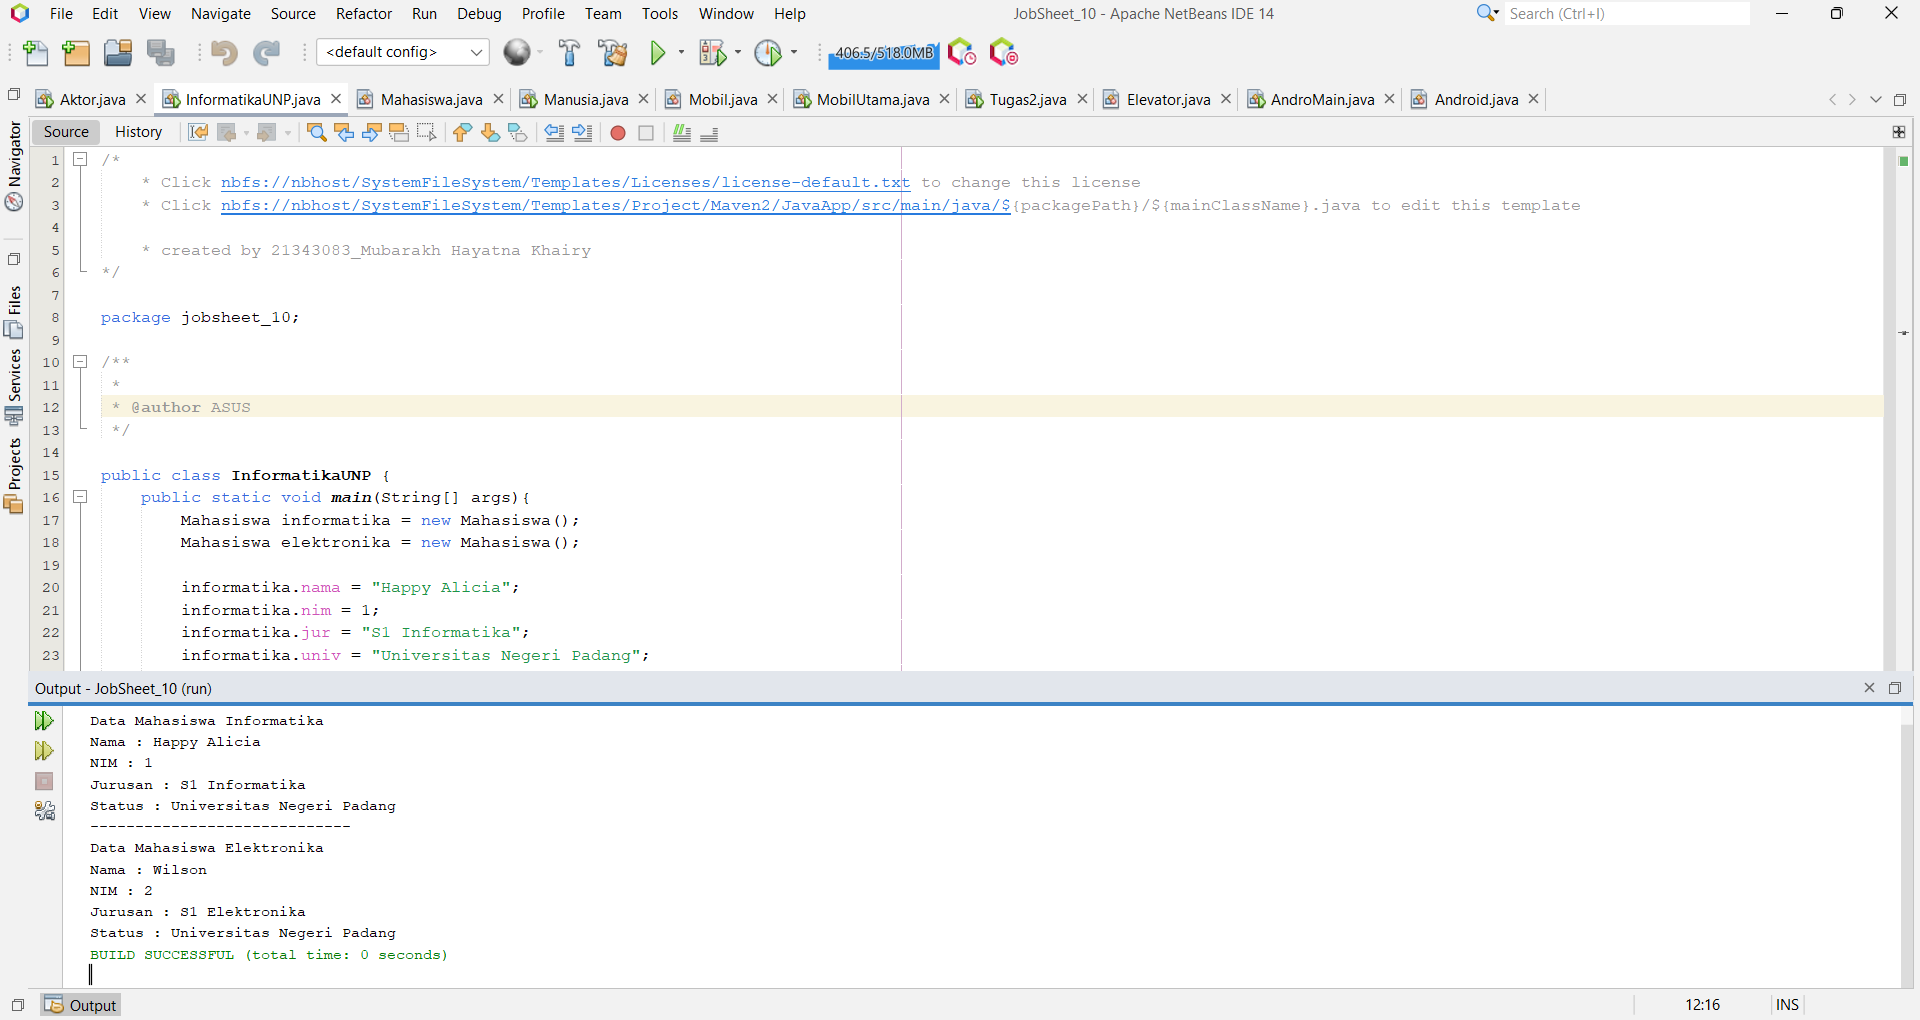 File Edit View Navigate Source Refactor Run Debug Profile Team Tools Window Help JobSheet_10 - Apache NetBeans IDE 14 Search (Ctrl+I)
<default config> 406.5/518.0MB
Aktor.java InformatikaUNP.java Mahasiswa.java Manusia.java Mobil.java MobilUtama.java Tugas2.java Elevator.java AndroMain.java Android.java
Source History
Navigator
Files
Services
Projects
1 /*
2 * Click nbfs://nbhost/SystemFileSystem/Templates/Licenses/license-default.txt to change this license
3 * Click nbfs://nbhost/SystemFileSystem/Templates/Project/Maven2/JavaApp/src/main/java/${packagePath}/${mainClassName}.java to edit this template
4
5 * created by 21343083_Mubarakh Hayatna Khairy
6 */
7
8 package jobsheet_10;
9
10 /**
11 *
12 * @author ASUS
13 */
14
15 public class InformatikaUNP {
16 public static void main(String[] args){
17 Mahasiswa informatika = new Mahasiswa();
18 Mahasiswa elektronika = new Mahasiswa();
19
20 informatika.nama = "Happy Alicia";
21 informatika.nim = 1;
22 informatika.jur = "S1 Informatika";
23 informatika.univ = "Universitas Negeri Padang";
Output - JobSheet_10 (run)
Data Mahasiswa Informatika
Nama : Happy Alicia
NIM : 1
Jurusan : S1 Informatika
Status : Universitas Negeri Padang
-----------------------------
Data Mahasiswa Elektronika
Nama : Wilson
NIM : 2
Jurusan : S1 Elektronika
Status : Universitas Negeri Padang
BUILD SUCCESSFUL (total time: 0 seconds)
Output 12:16 INS